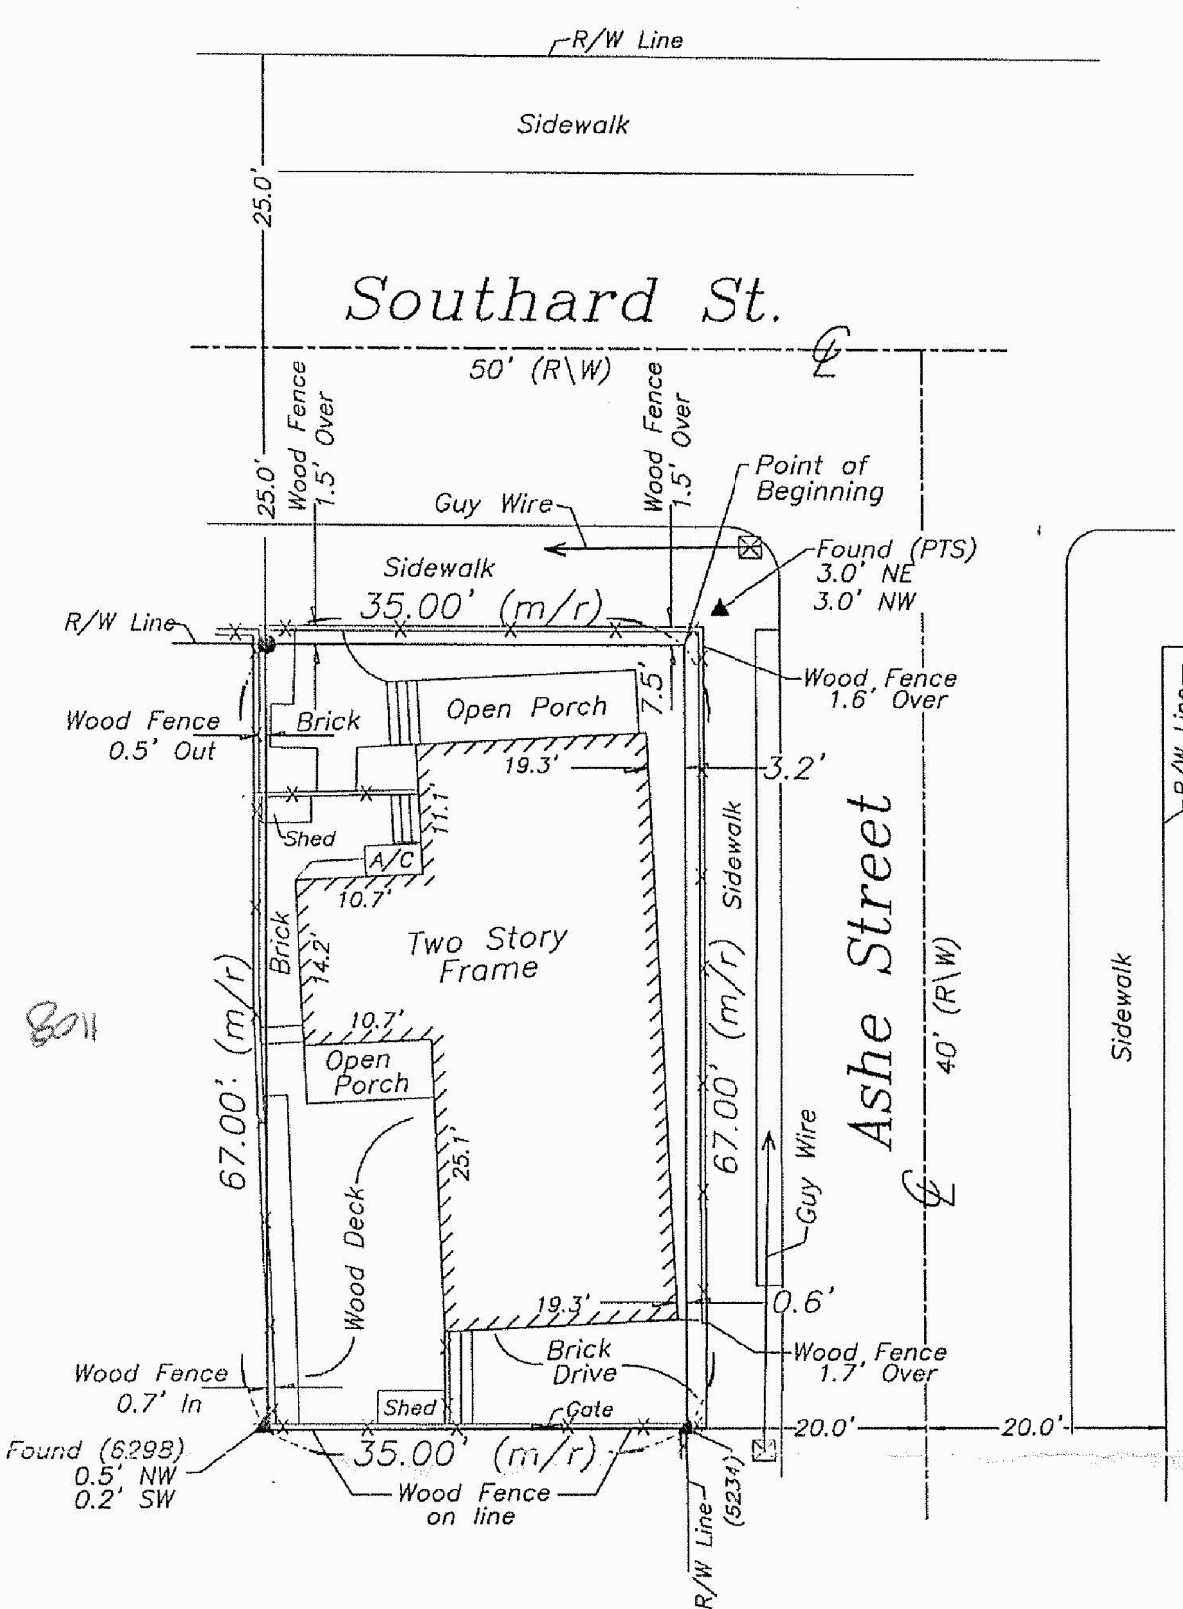 R/W Line
Sidewalk
25.0'
Southard St.
50' (R\W)
25.0'
Wood Fence
1.5' Over
Wood Fence
1.5' Over
Point of
Beginning
Guy Wire
Found (PTS)
3.0' NE
3.0' NW
Sidewalk
35.00' (m/r)
R/W Line
Wood Fence
0.5' Out
Brick
Open Porch
7.5'
Wood Fence
1.6' Over
R/W Line
19.3'
3.2'
11.1'
Shed
A/C
10.7'
Sidewalk
Brick
14.2'
Two Story
Frame
67.00' (m/r)
67.00' (m/r)
Ashe Street
40' (R\W)
Sidewalk
8011
10.7'
Open
Porch
25.1'
Wood Deck
Guy Wire
19.3'
0.6'
Brick
Drive
Wood Fence
1.7' Over
Wood Fence
0.7' In
Shed
Gate
20.0'
20.0'
Found (6298)
0.5' NW
0.2' SW
35.00' (m/r)
Wood Fence
on line
R/W Line
(5234)